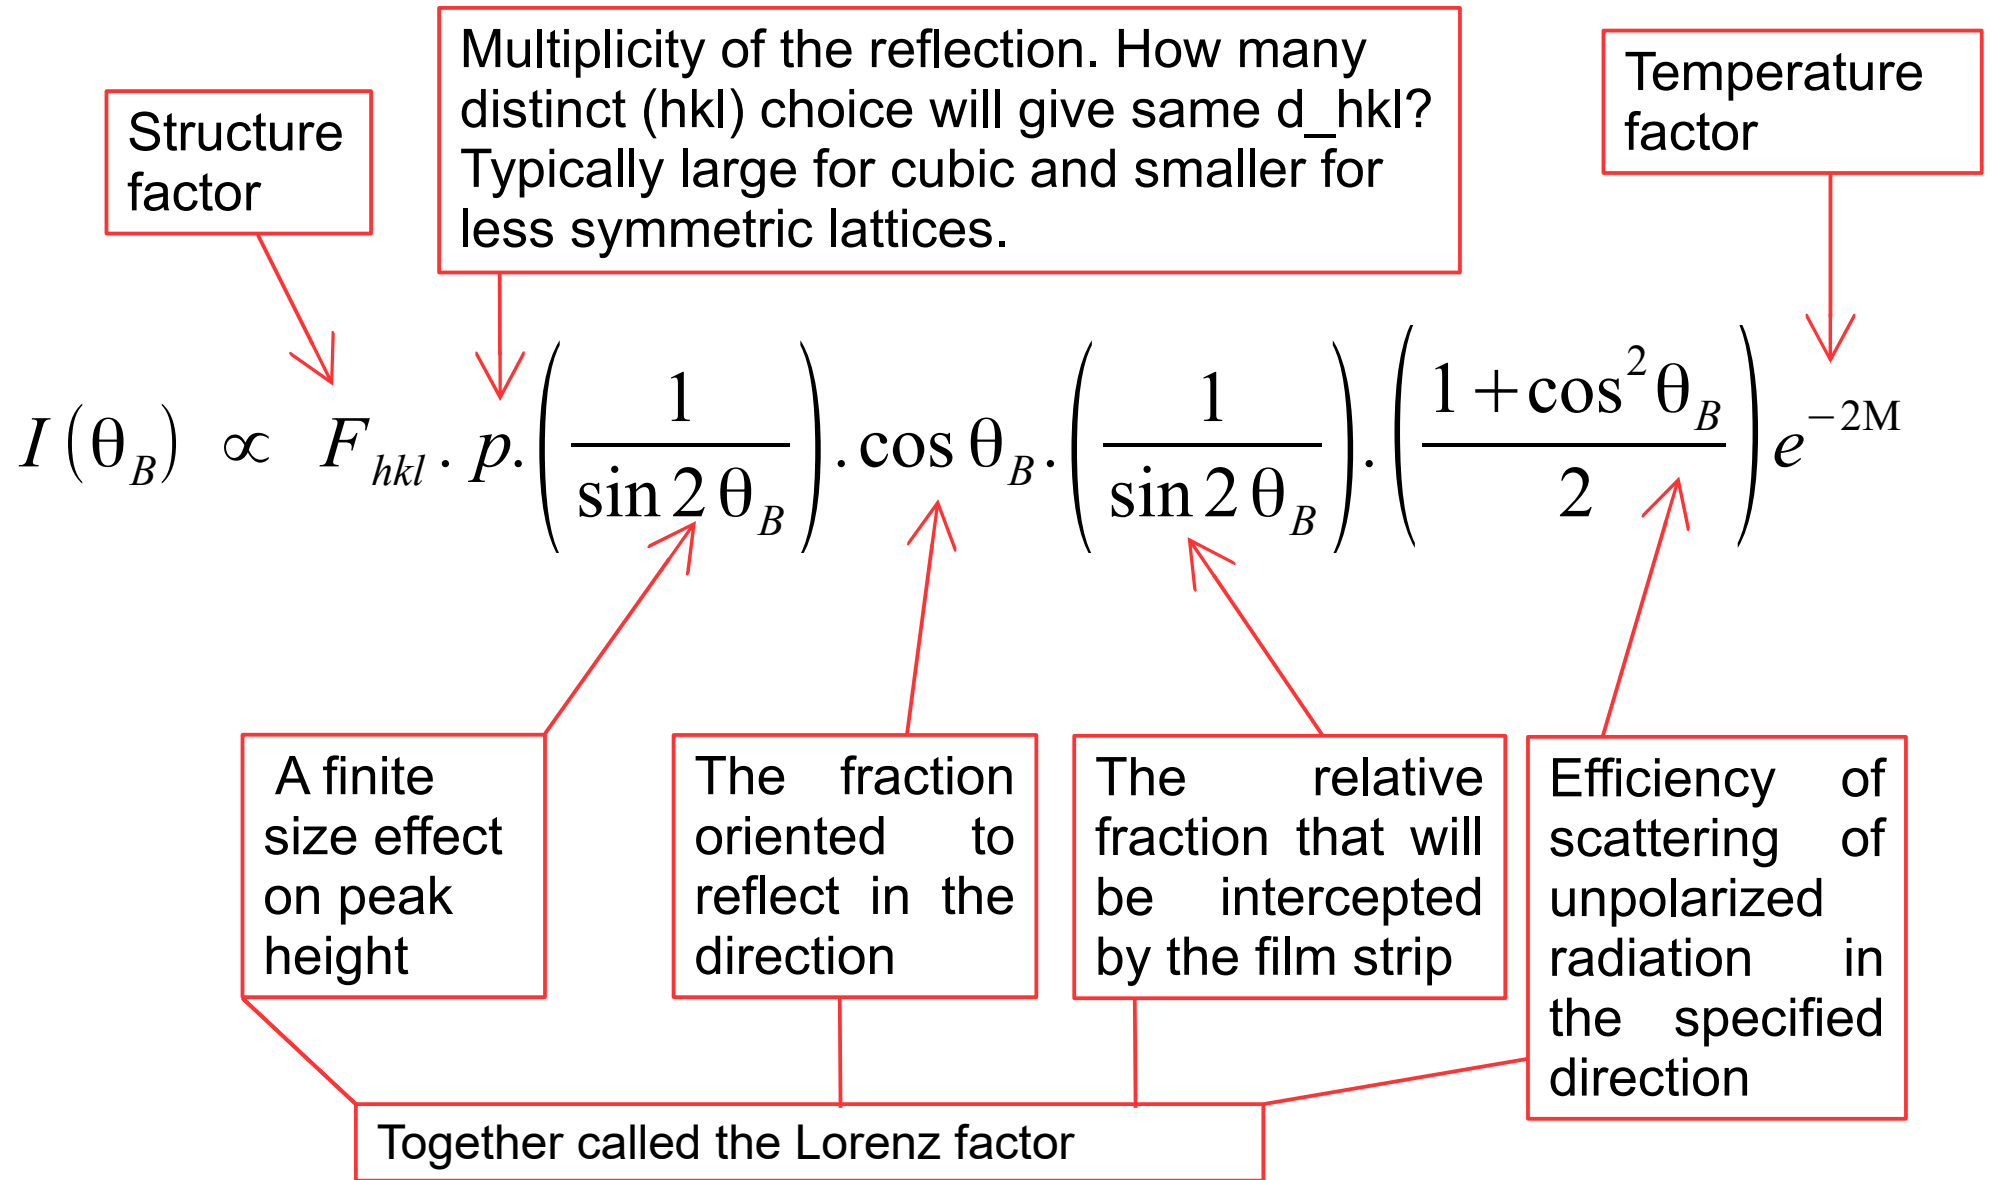 Structure
factor
Multiplicity of the reflection. How many
distinct (hkl) choice will give same d_hkl?
Typically large for cubic and smaller for
less symmetric lattices.
Temperature
factor
I(θ_B) ∝ F_hkl . p. (1/sin 2θ_B) . cos θ_B . (1/sin 2θ_B) . ((1+cos²θ_B)/2) e^−2M
A finite
size effect
on peak
height
The fraction
oriented to
reflect in the
direction
The relative
fraction that will
be intercepted
by the film strip
Efficiency of
scattering of
unpolarized
radiation in
the specified
direction
Together called the Lorenz factor